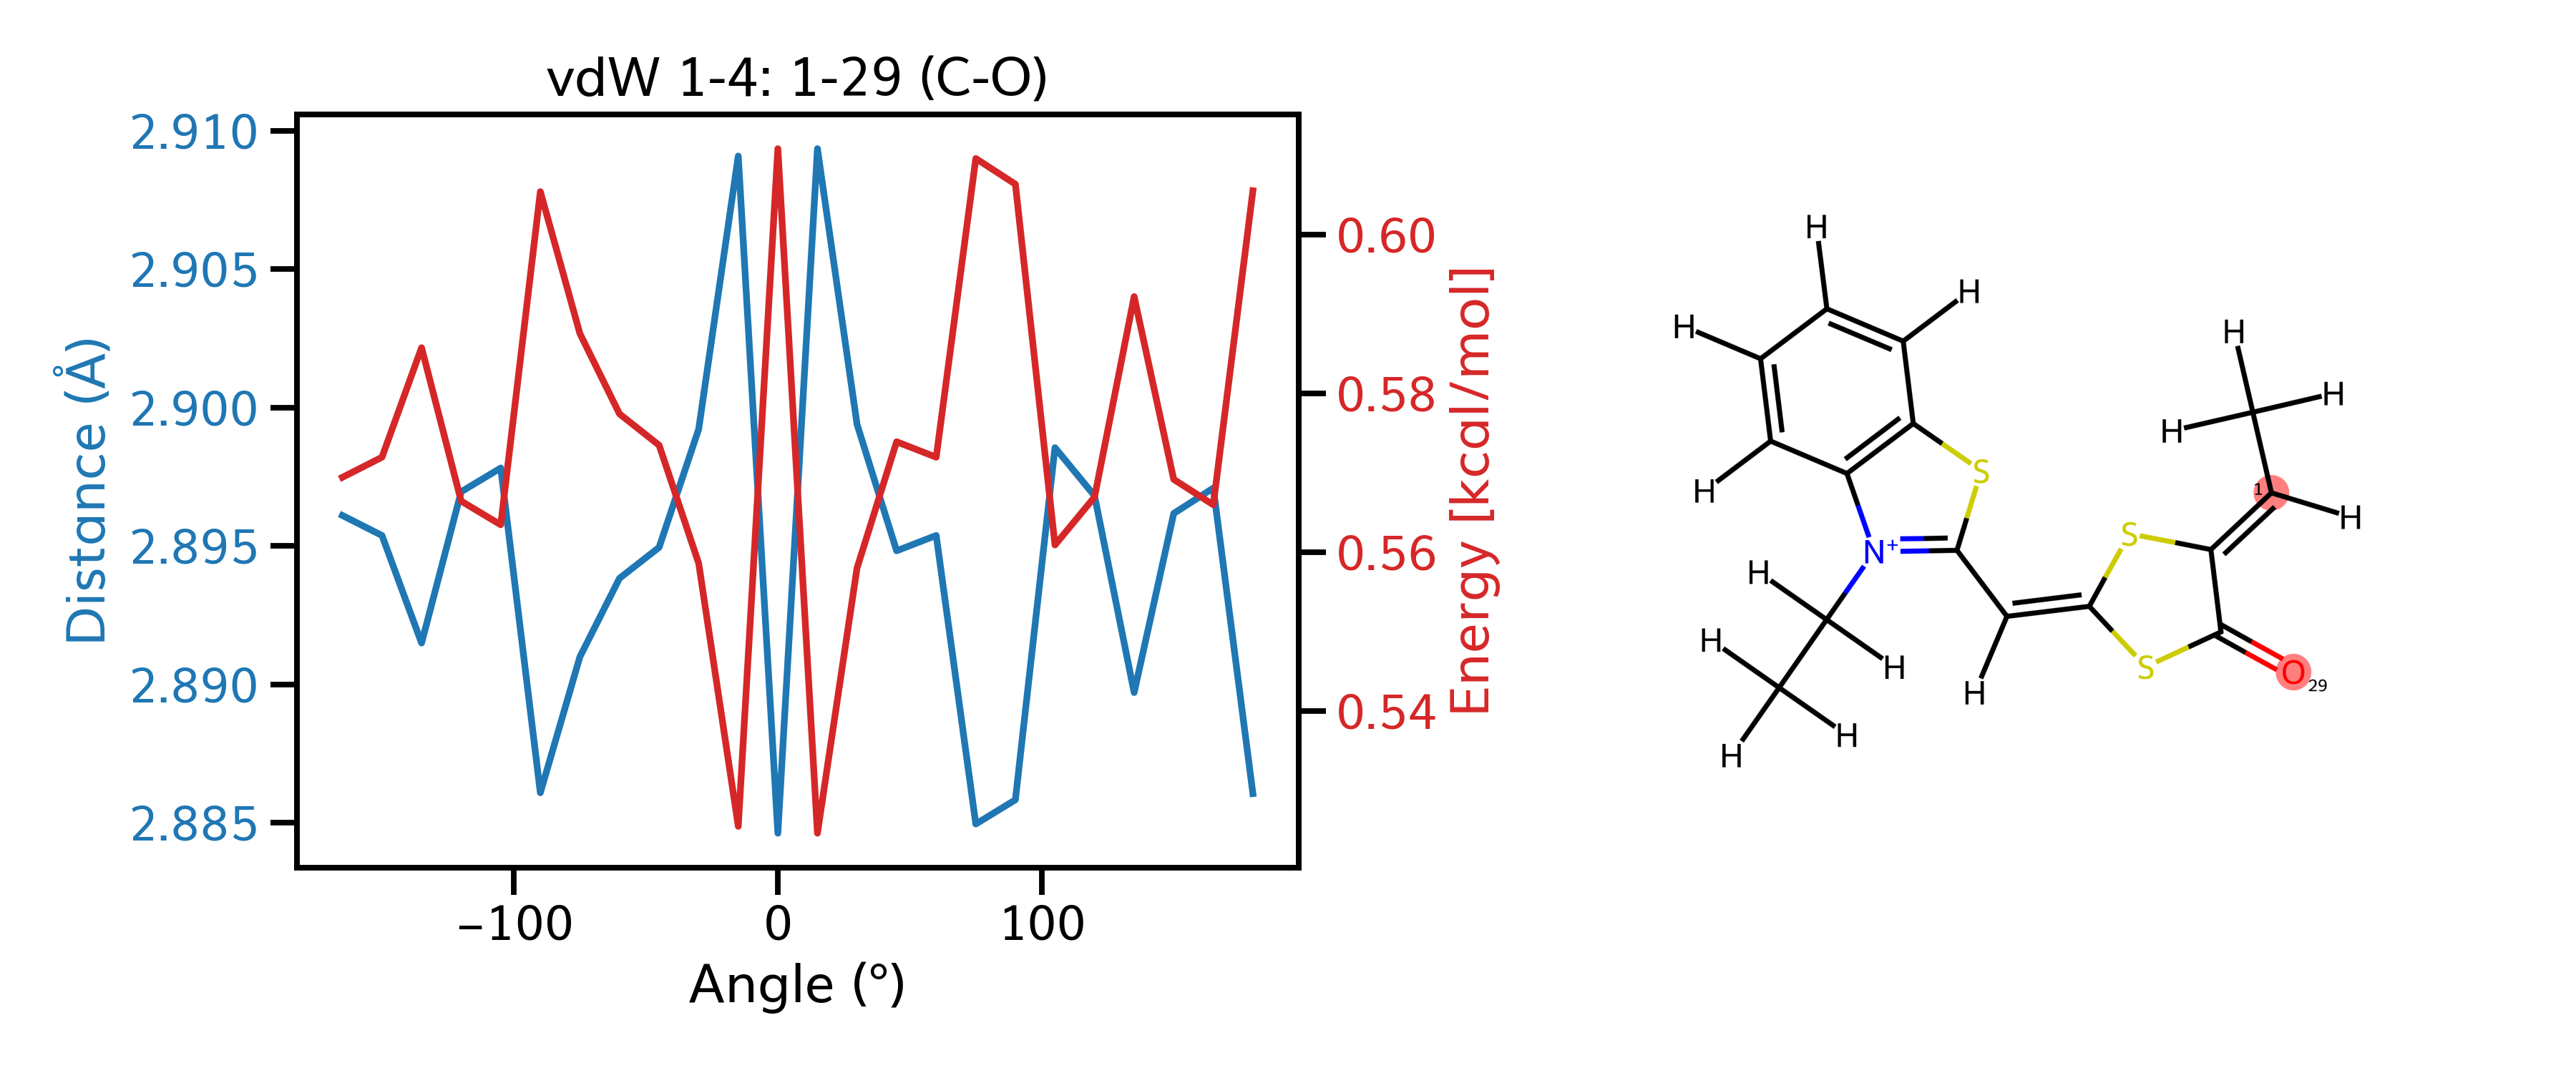 vdW 1-4: 1-29 (C-O)
2.910
2.905
2.900
2.895
2.890
2.885
Distance (Å)
0.60
0.58
0.56
0.54
Energy [kcal/mol]
−100
0
100
Angle (°)
H
H
H
H
H
H
H
S
1
H
S
N+
H
H
H
S
O
29
H
H
H